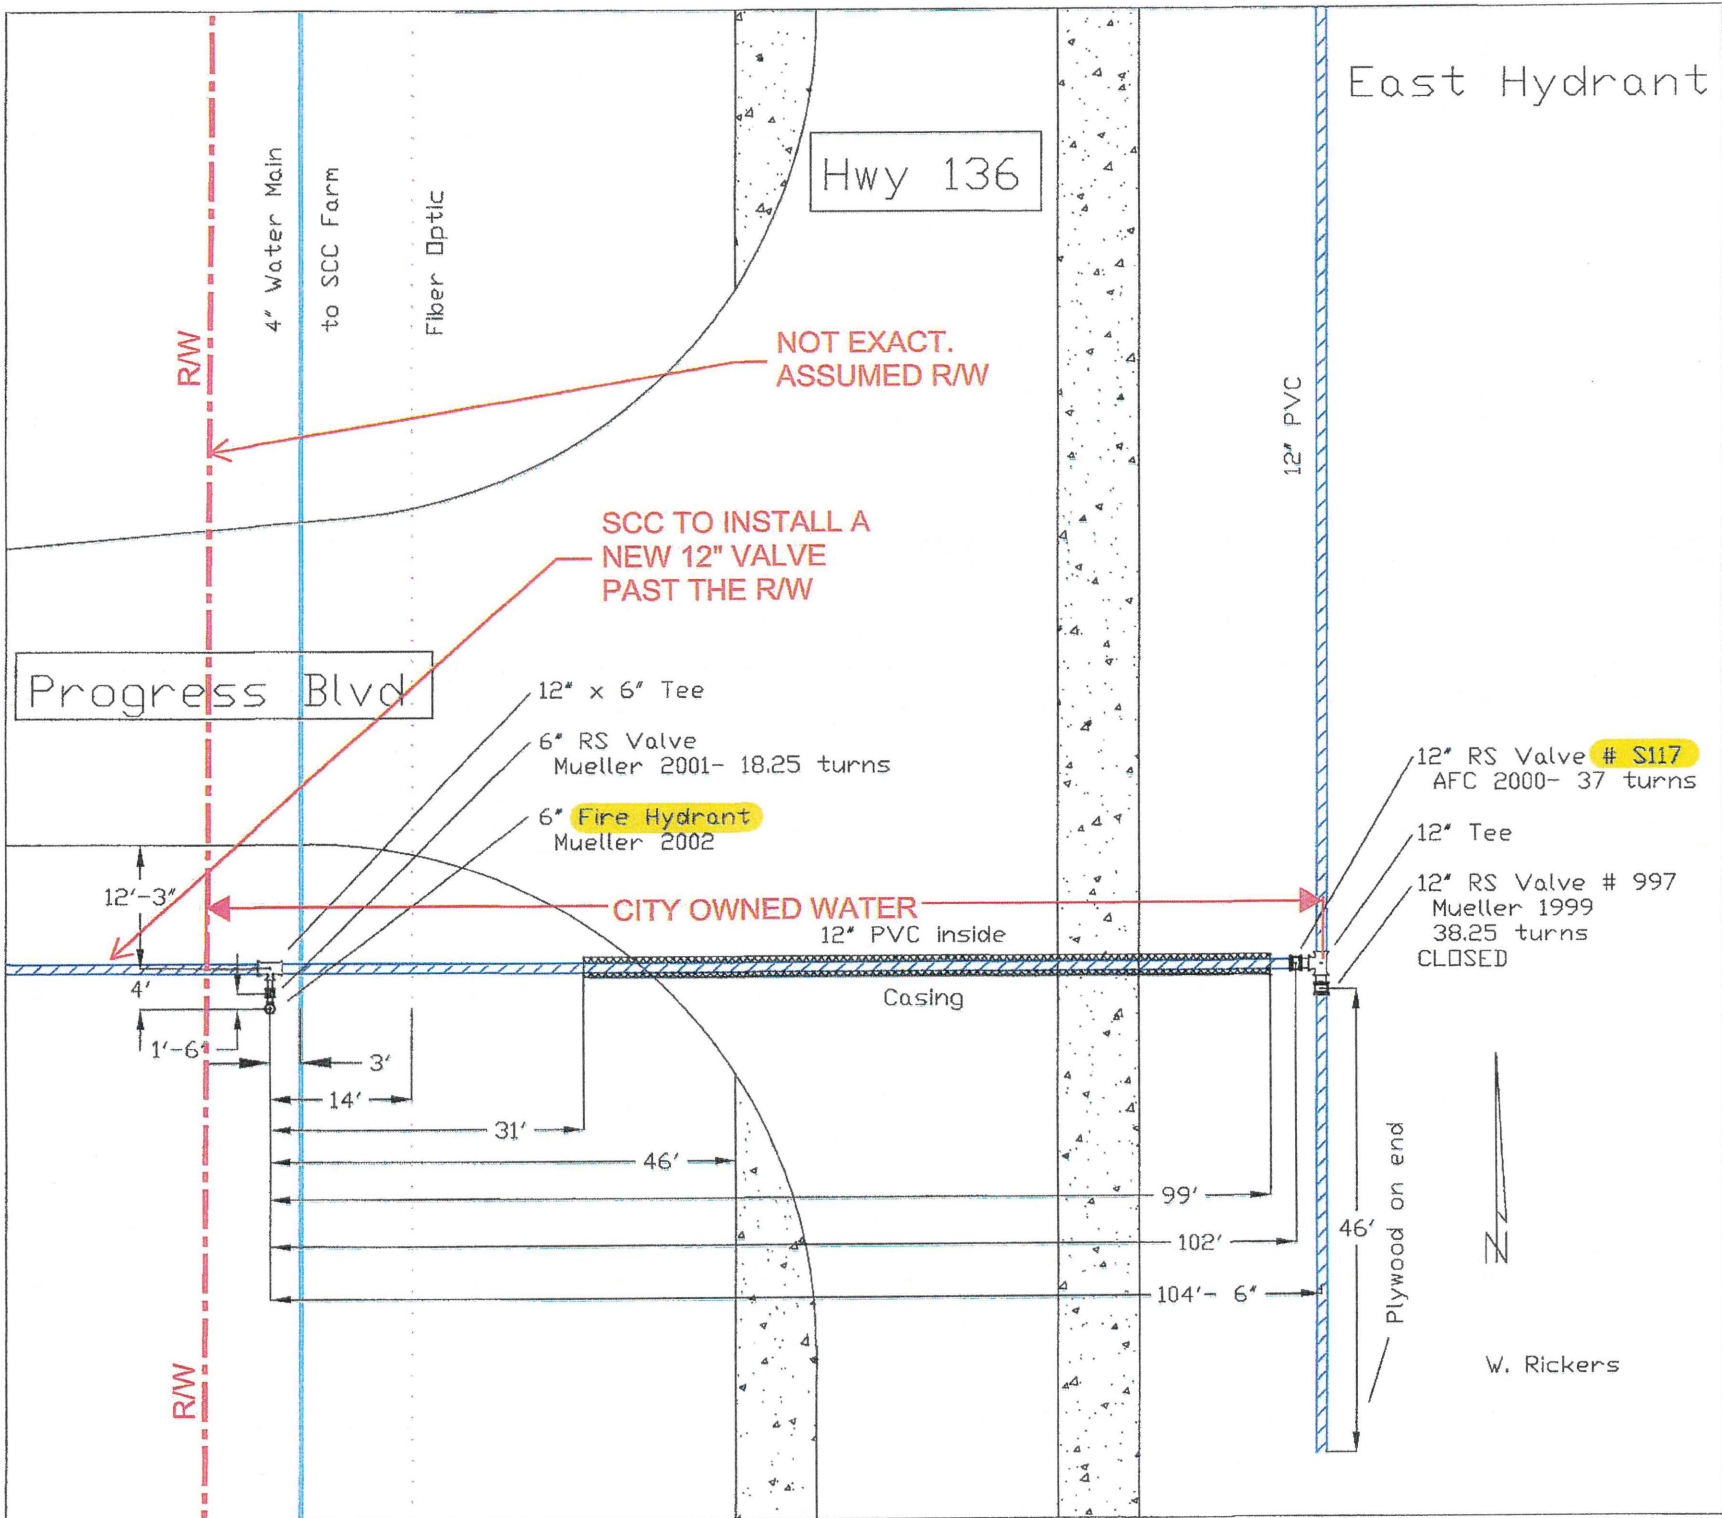 East Hydrant
Hwy 136
4" Water Main
to SCC Farm
Fiber Optic
R/W
NOT EXACT.
ASSUMED R/W
12" PVC
SCC TO INSTALL A
NEW 12" VALVE
PAST THE R/W
Progress Blvd
12" x 6" Tee
6" RS Valve
Mueller 2001- 18.25 turns
6" Fire Hydrant
Mueller 2002
12" RS Valve # S117
AFC 2000- 37 turns
12" Tee
12" RS Valve # 997
Mueller 1999
38.25 turns
CLOSED
12'-3"
CITY OWNED WATER
12" PVC inside
Casing
4'
1'-6"
3'
14'
31'
46'
99'
102'
104'- 6"
46'
Plywood on end
N
R/W
W. Rickers